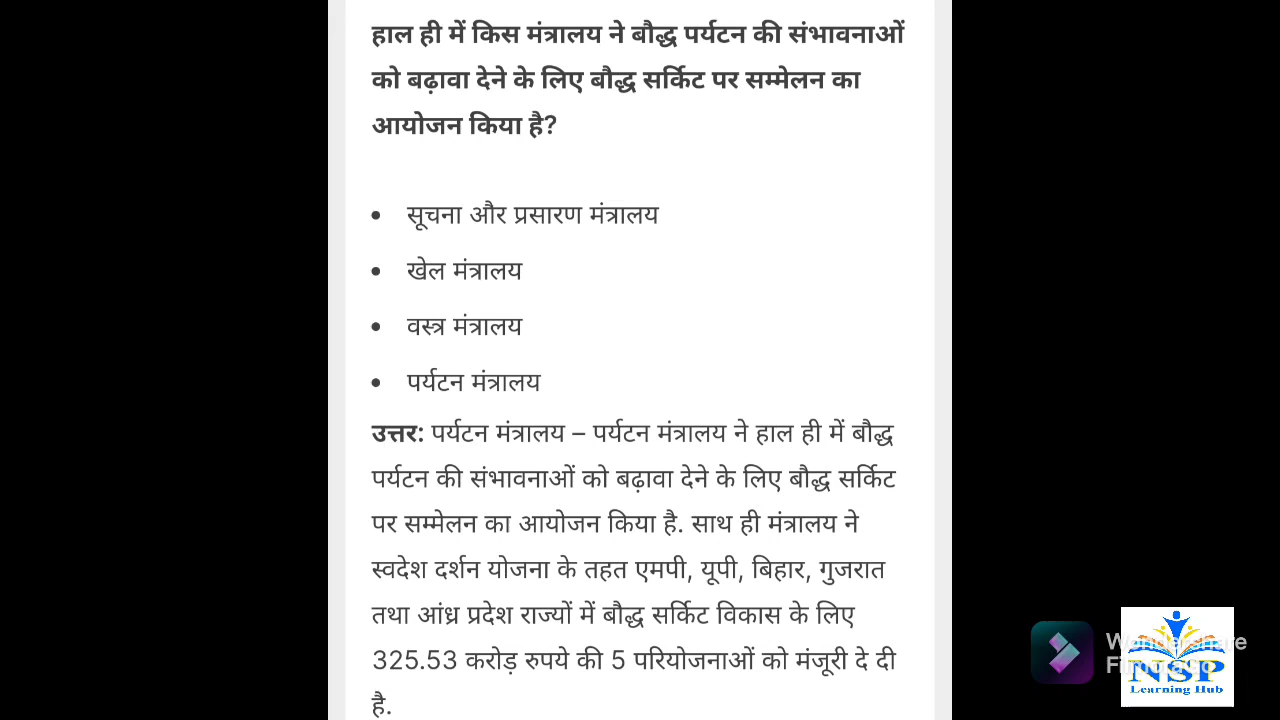 हाल ही में किस मंत्रालय ने बौद्ध पर्यटन की संभावनाओं
को बढ़ावा देने के लिए बौद्ध सर्किट पर सम्मेलन का
आयोजन किया है?
• सूचना और प्रसारण मंत्रालय
• खेल मंत्रालय
• वस्त्र मंत्रालय
• पर्यटन मंत्रालय
उत्तर: पर्यटन मंत्रालय – पर्यटन मंत्रालय ने हाल ही में बौद्ध
पर्यटन की संभावनाओं को बढ़ावा देने के लिए बौद्ध सर्किट
पर सम्मेलन का आयोजन किया है. साथ ही मंत्रालय ने
स्वदेश दर्शन योजना के तहत एमपी, यूपी, बिहार, गुजरात
तथा आंध्र प्रदेश राज्यों में बौद्ध सर्किट विकास के लिए
325.53 करोड़ रुपये की 5 परियोजनाओं को मंजूरी दे दी
है.
Wondershare
Filmora
NSP
Learning Hub